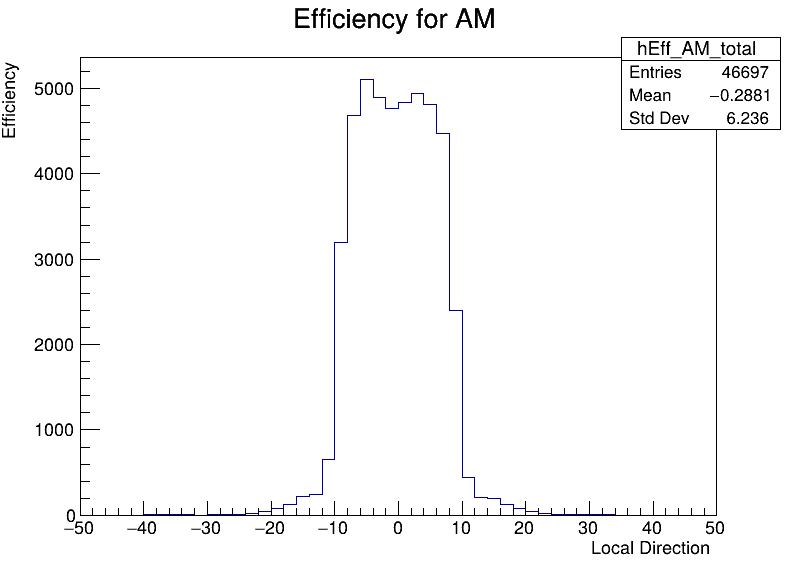 Efficiency for AM
hEff_AM_total
Entries 46697
Mean −0.2881
Std Dev 6.236
Efficiency
5000
4000
3000
2000
1000
0
−50 −40 −30 −20 −10 0 10 20 30 40 50
Local Direction